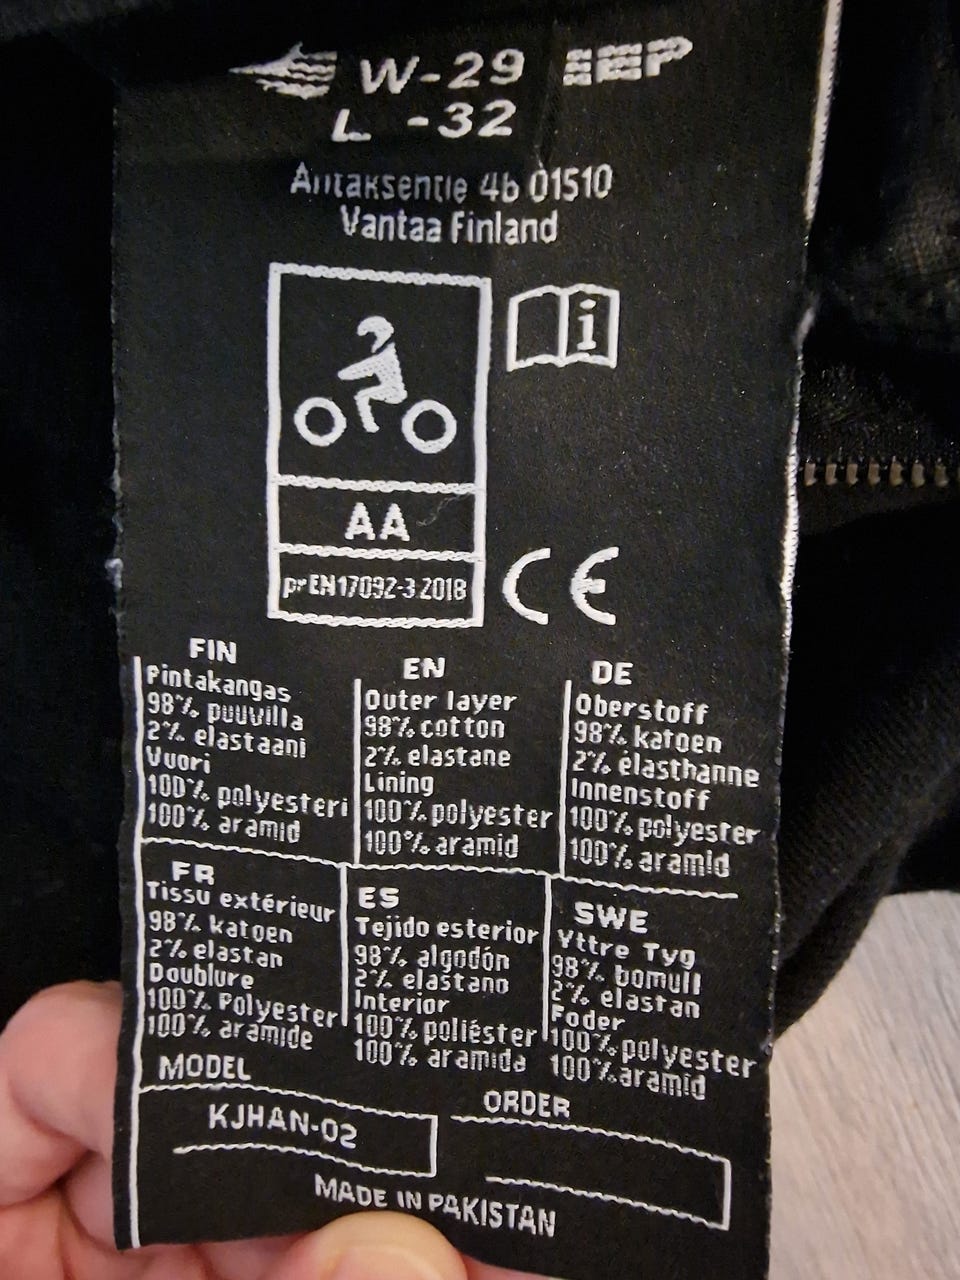 W-29 IEP
L -32
Antaksentie 4b 01510
Vantaa Finland
i
AA
prEN17092-3.2018
CE
FIN
Pintakangas
98% puuvilla
2% elastaani
Vuori
100% polyesteri
100% aramid
EN
Outer layer
98% cotton
2% elastane
Lining
100% polyester
100% aramid
DE
Oberstoff
98% katoen
2% élasthanne
Innenstoff
100% polyester
100% aramid
FR
Tissu extérieur
98% katoen
2% elastan
Doublure
100% Polyester
100% aramide
ES
Tejido esterior
98% algodón
2% elastano
Interior
100% poliéster
100% aramida
SWE
Yttre Tyg
98% bomull
2% elastan
Foder
100% polyester
100% aramid
MODEL
KJHAN-02
ORDER
MADE IN PAKISTAN